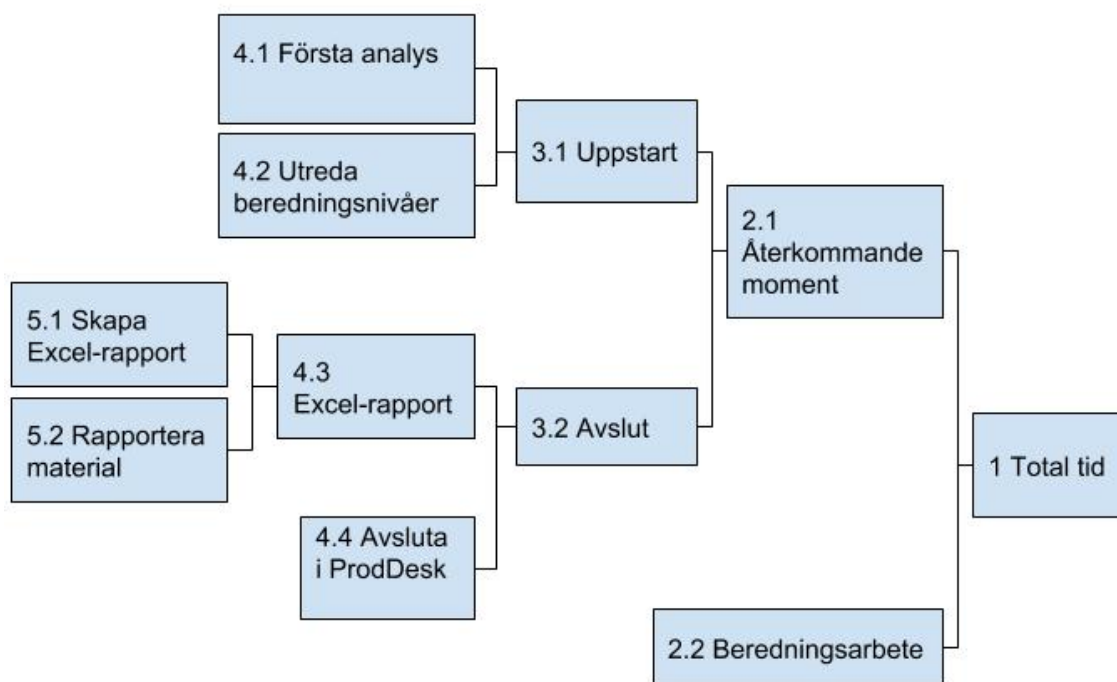 4.1 Första analys
4.2 Utreda
beredningsnivåer
3.1 Uppstart
2.1
Återkommande
moment
5.1 Skapa
Excel-rapport
5.2 Rapportera
material
4.3
Excel-rapport
3.2 Avslut
1 Total tid
4.4 Avsluta
i ProdDesk
2.2 Beredningsarbete